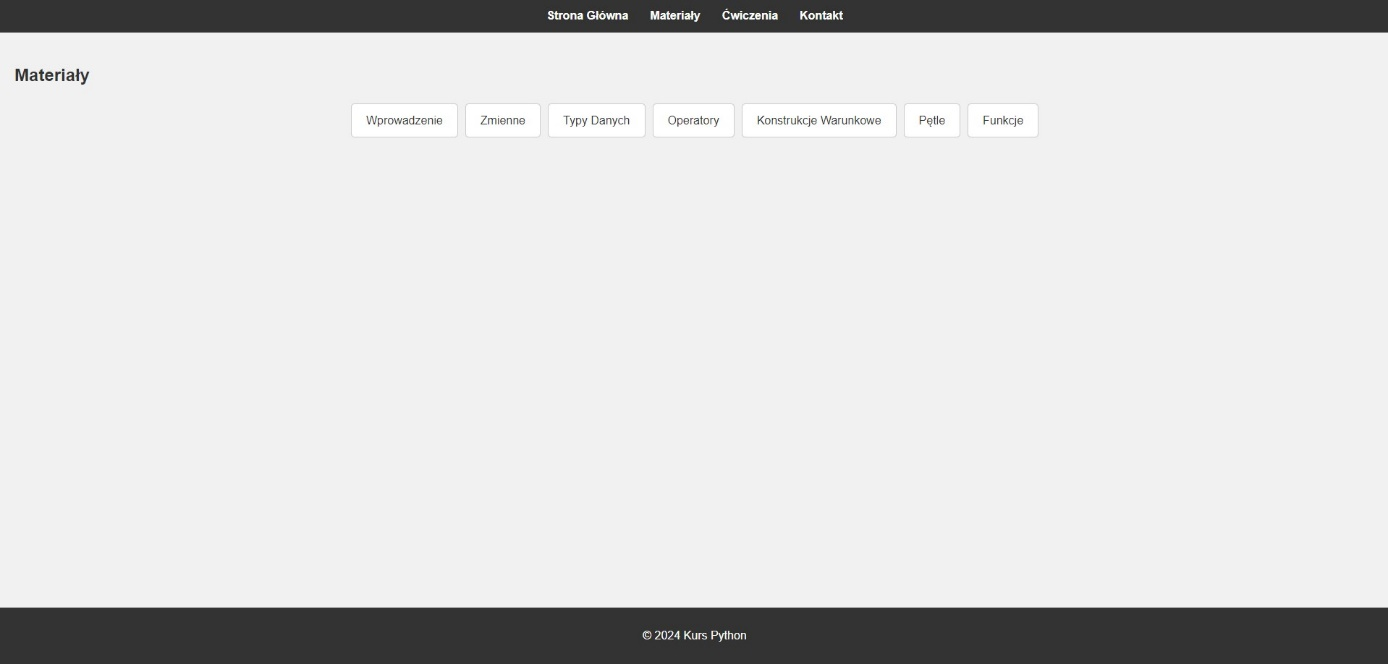 Strona Główna Materiały Ćwiczenia Kontakt
Materiały
Wprowadzenie Zmienne Typy Danych Operatory Konstrukcje Warunkowe Pętle Funkcje
© 2024 Kurs Python